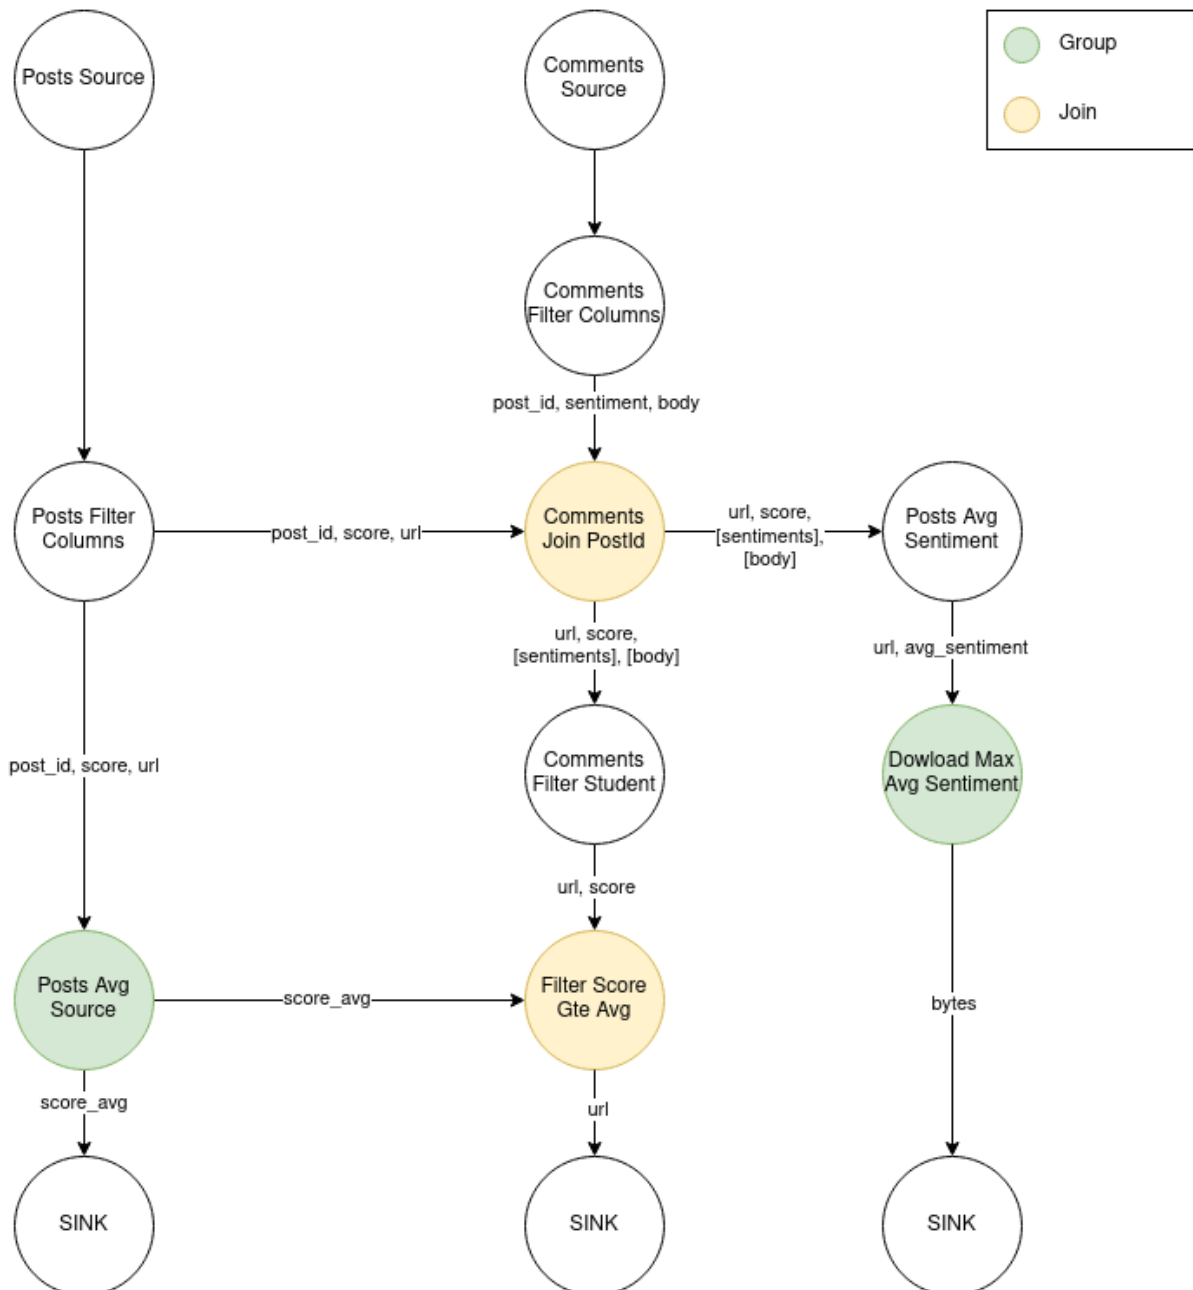 Posts Source
Comments
Source
Group
Join
Comments
Filter Columns
post_id, sentiment, body
Posts Filter
Columns
post_id, score, url
Comments
Join PostId
url, score,
[sentiments],
[body]
Posts Avg
Sentiment
url, score,
[sentiments], [body]
url, avg_sentiment
post_id, score, url
Comments
Filter Student
Dowload Max
Avg Sentiment
url, score
Posts Avg
Source
score_avg
Filter Score
Gte Avg
bytes
score_avg
url
SINK
SINK
SINK